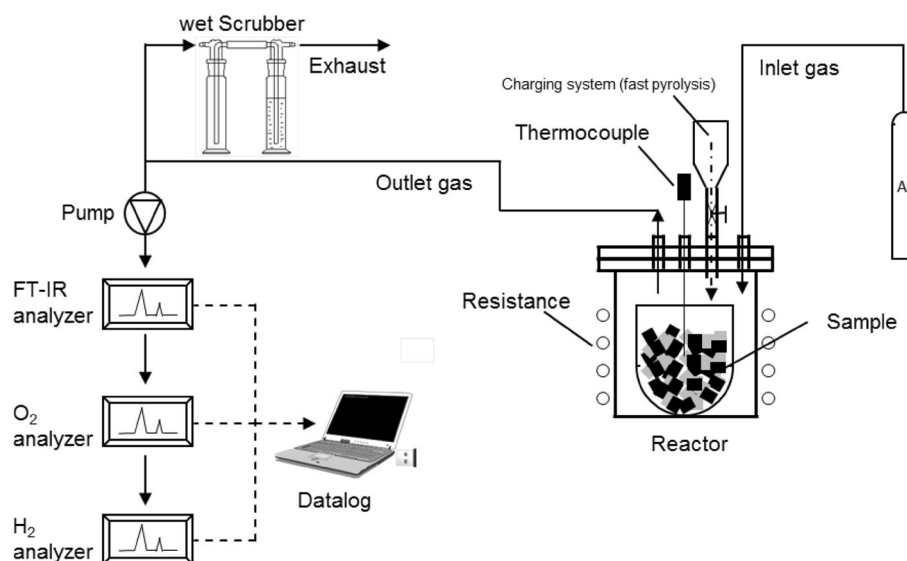 wet Scrubber
Exhaust
Inlet gas
Charging system (fast pyrolysis)
Thermocouple
Outlet gas
A
Pump
FT-IR
analyzer
Resistance
Sample
O₂
analyzer
Reactor
Datalog
H₂
analyzer